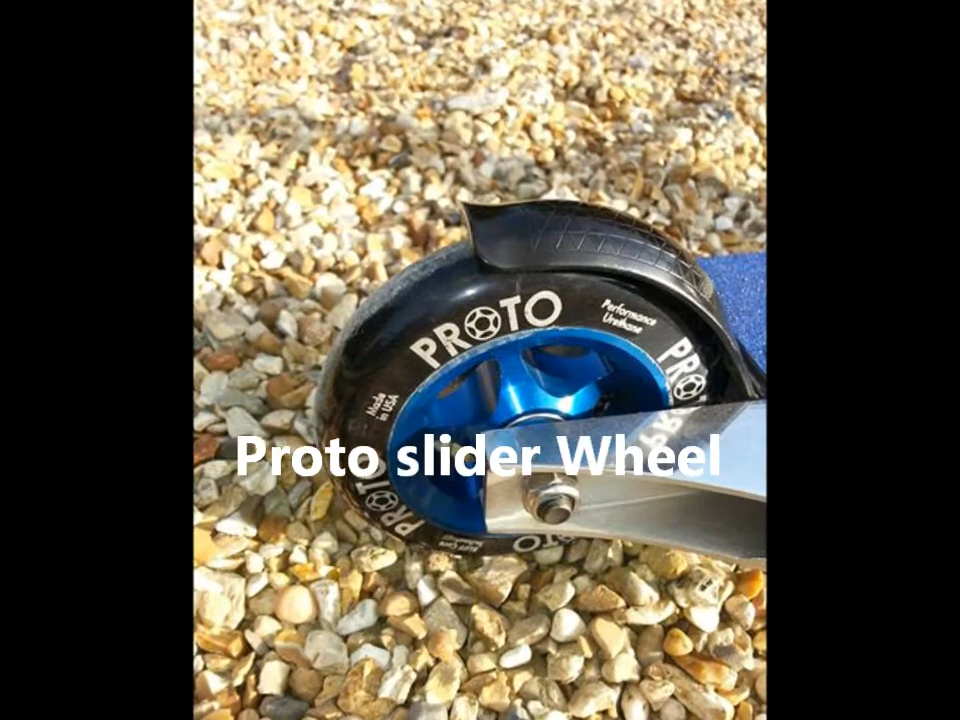 PROTO
Performance
Urethane
PROTO
Made
in USA
Proto slider Wheel
PROTO